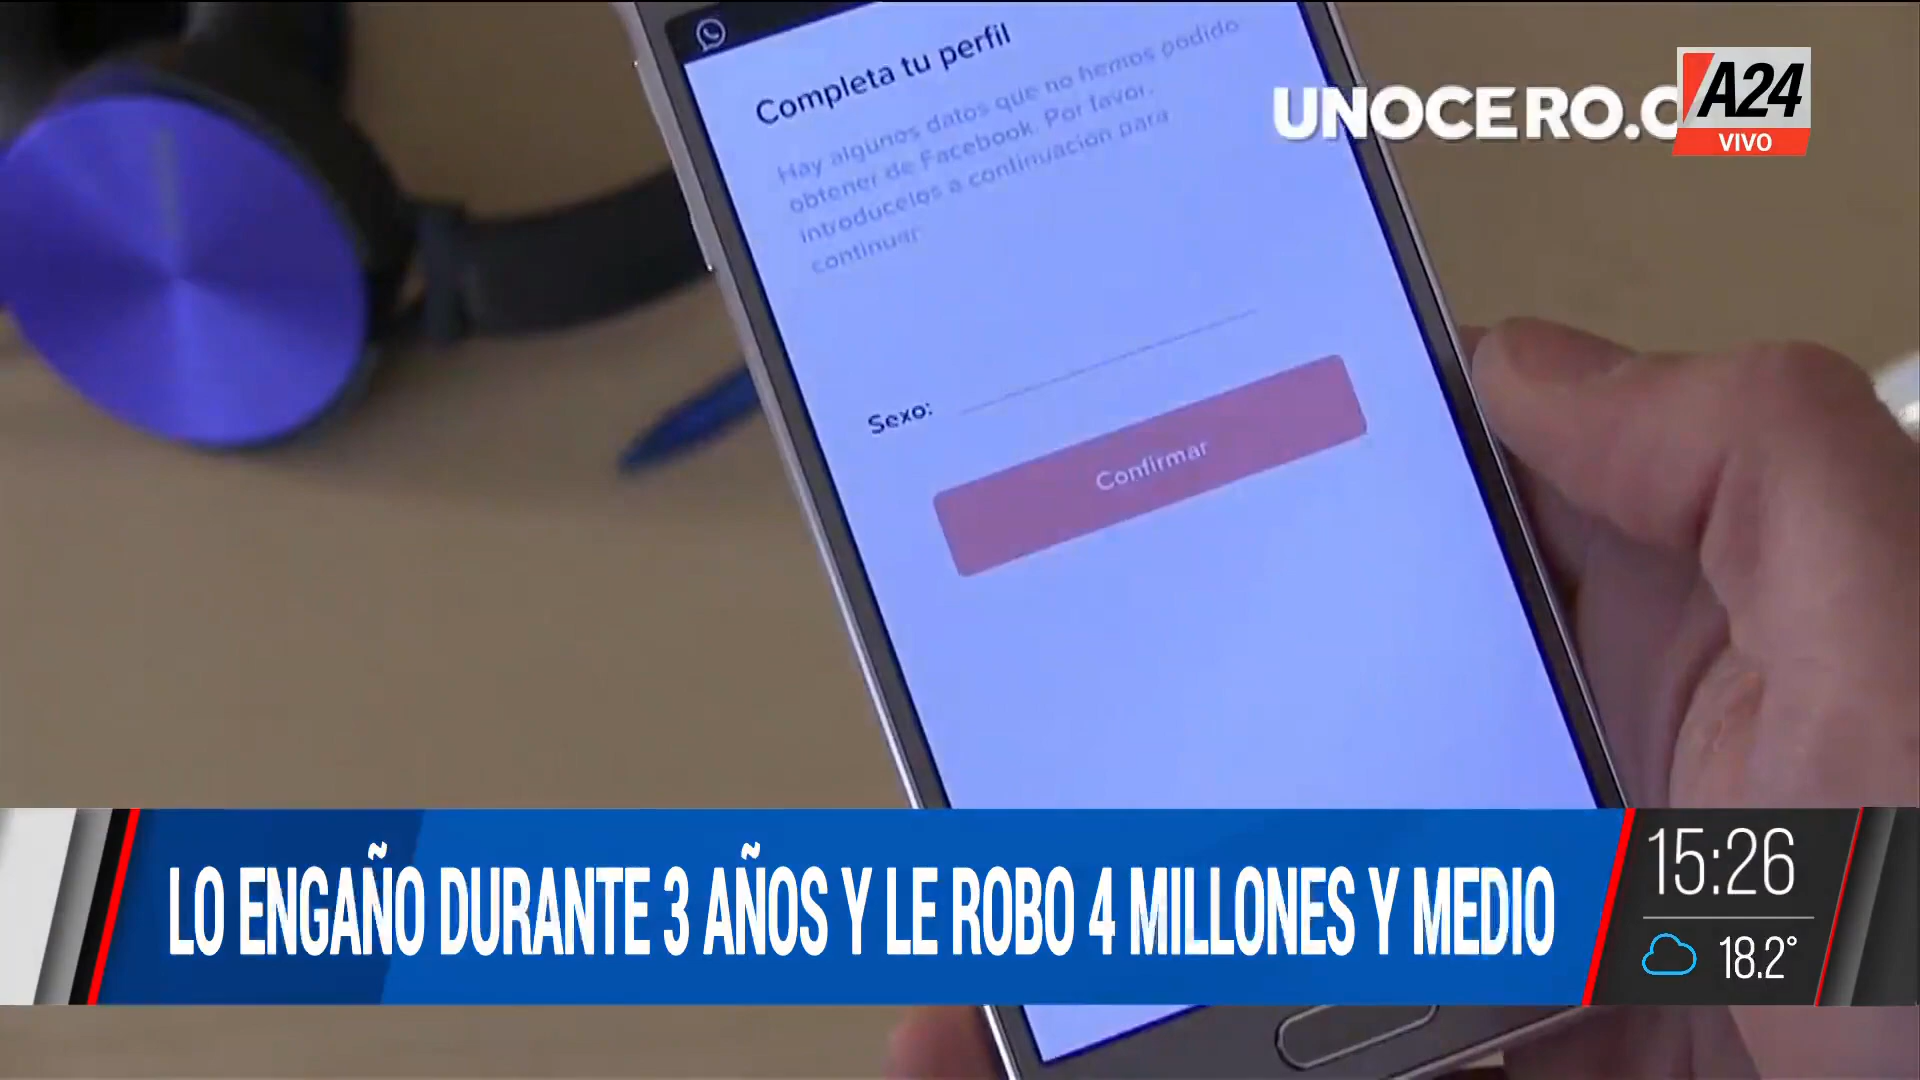 Completa tu perfil
Hay algunos datos que no hemos podido
obtener de Facebook. Por favor,
introducelos a continuación para
continuar
Sexo:
Confirmar
UNOCERO.C
A24
VIVO
LO ENGAÑO DURANTE 3 AÑOS Y LE ROBO 4 MILLONES Y MEDIO
15:26
18.2°